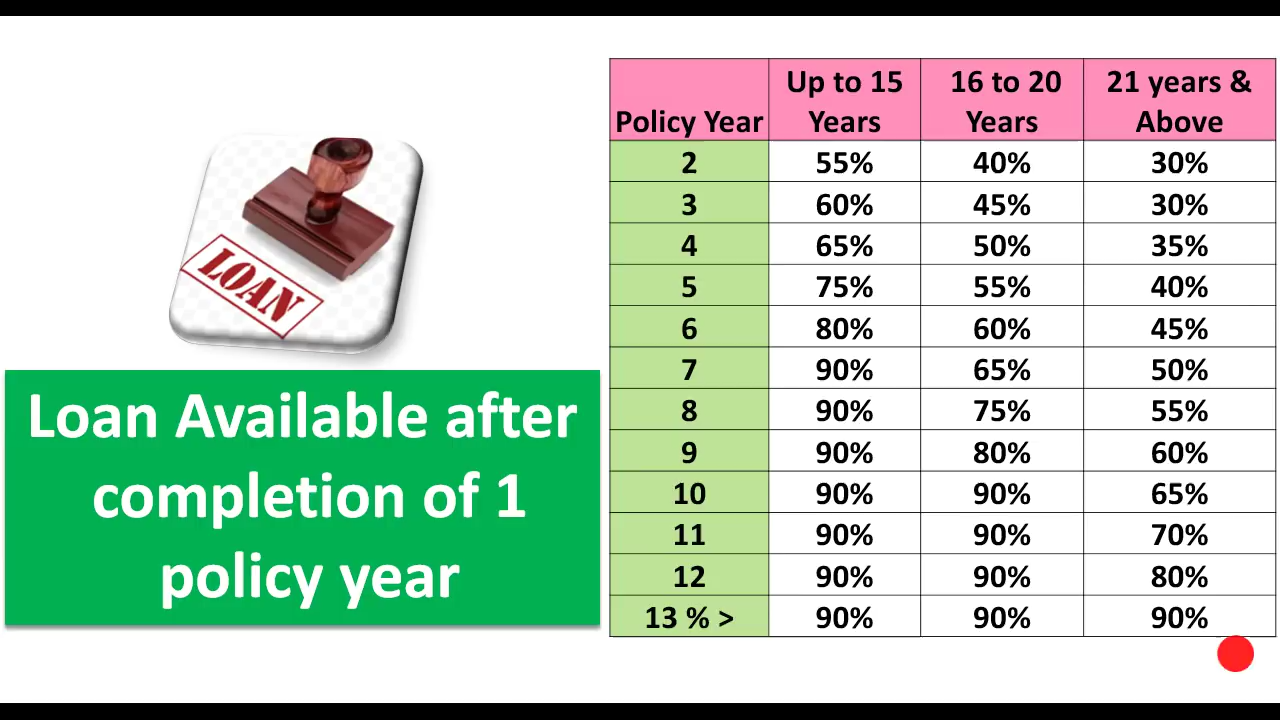 LOAN
Loan Available after
completion of 1
policy year
Policy Year | Up to 15 Years | 16 to 20 Years | 21 years & Above
2 | 55% | 40% | 30%
3 | 60% | 45% | 30%
4 | 65% | 50% | 35%
5 | 75% | 55% | 40%
6 | 80% | 60% | 45%
7 | 90% | 65% | 50%
8 | 90% | 75% | 55%
9 | 90% | 80% | 60%
10 | 90% | 90% | 65%
11 | 90% | 90% | 70%
12 | 90% | 90% | 80%
13 % > | 90% | 90% | 90%